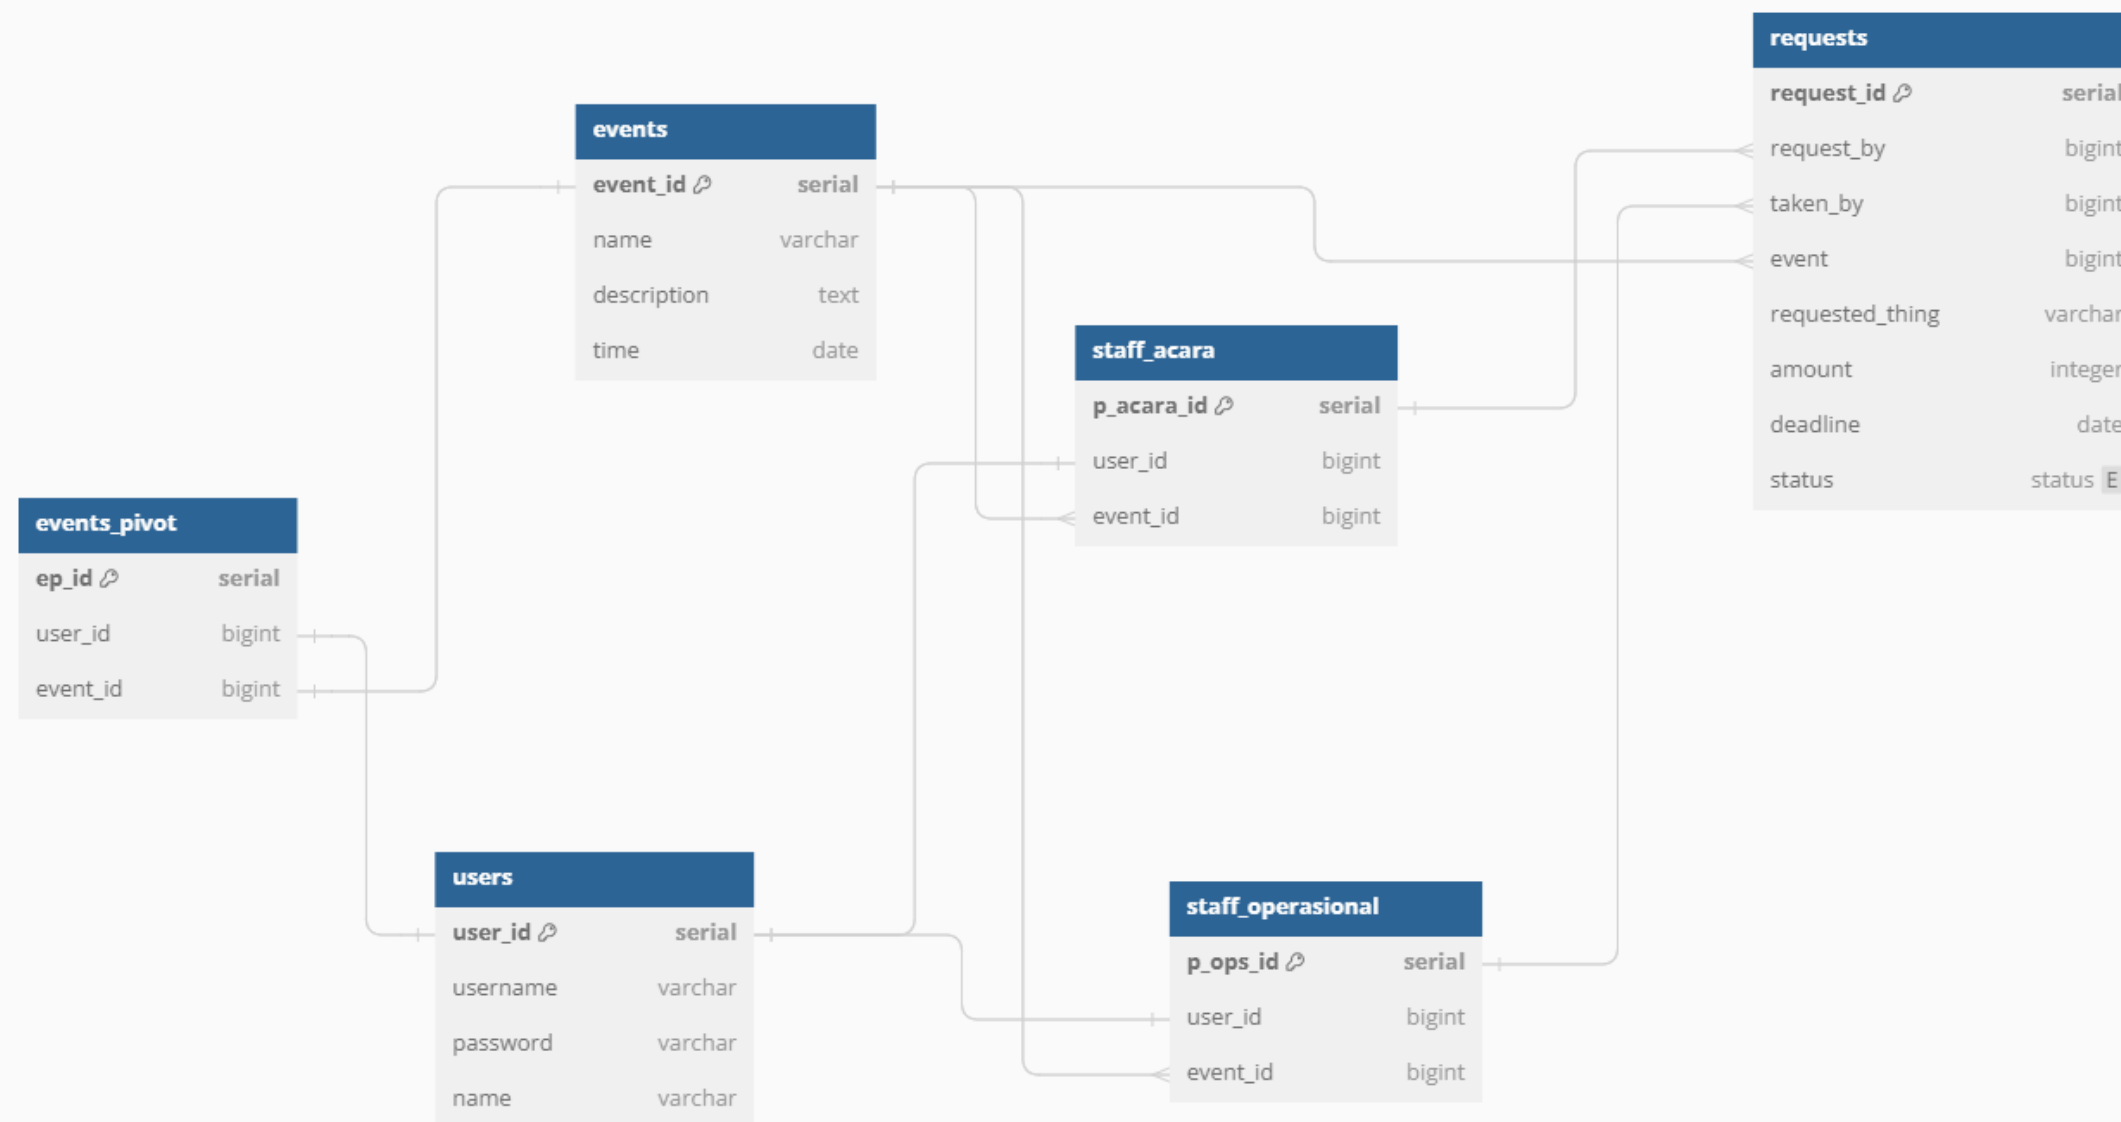 requests
request_id serial
request_by bigint
taken_by bigint
event bigint
requested_thing varchar
amount integer
deadline date
status status E
events
event_id serial
name varchar
description text
time date
staff_acara
p_acara_id serial
user_id bigint
event_id bigint
events_pivot
ep_id serial
user_id bigint
event_id bigint
users
user_id serial
username varchar
password varchar
name varchar
staff_operasional
p_ops_id serial
user_id bigint
event_id bigint